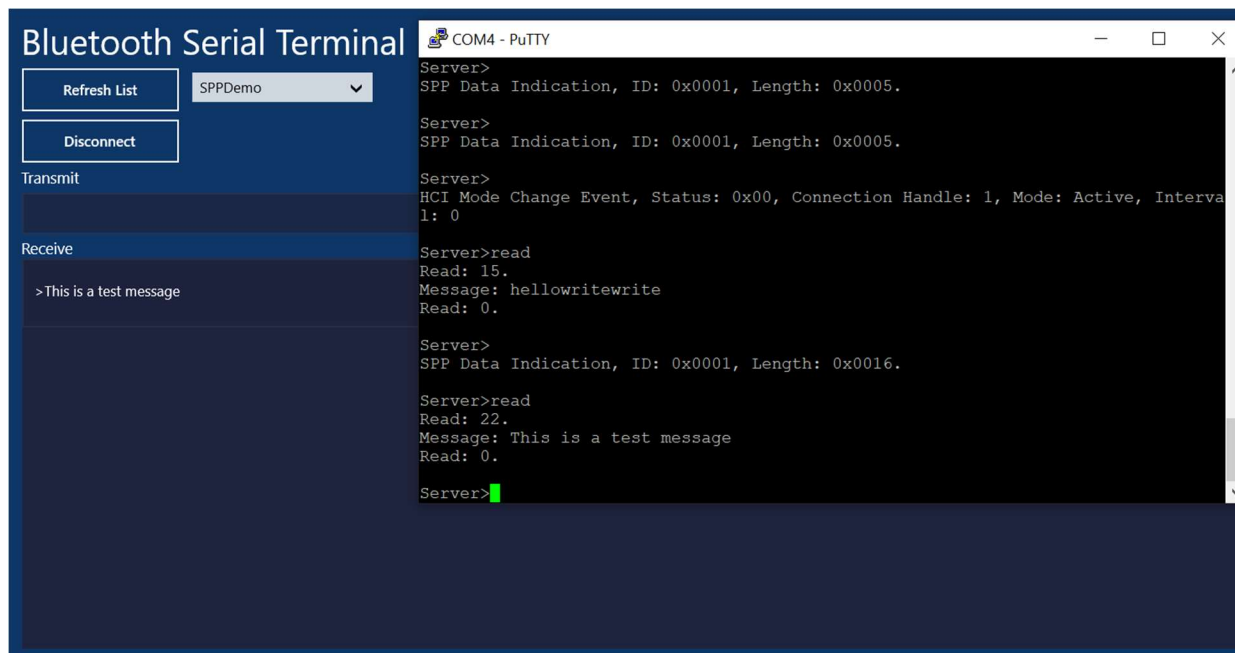 Bluetooth Serial Terminal
Refresh List
SPPDemo
Disconnect
Transmit
Receive
>This is a test message
COM4 - PuTTY
Server>
SPP Data Indication, ID: 0x0001, Length: 0x0005.
Server>
SPP Data Indication, ID: 0x0001, Length: 0x0005.
Server>
HCI Mode Change Event, Status: 0x00, Connection Handle: 1, Mode: Active, Interva
l: 0
Server>read
Read: 15.
Message: hellowritewrite
Read: 0.
Server>
SPP Data Indication, ID: 0x0001, Length: 0x0016.
Server>read
Read: 22.
Message: This is a test message
Read: 0.
Server>